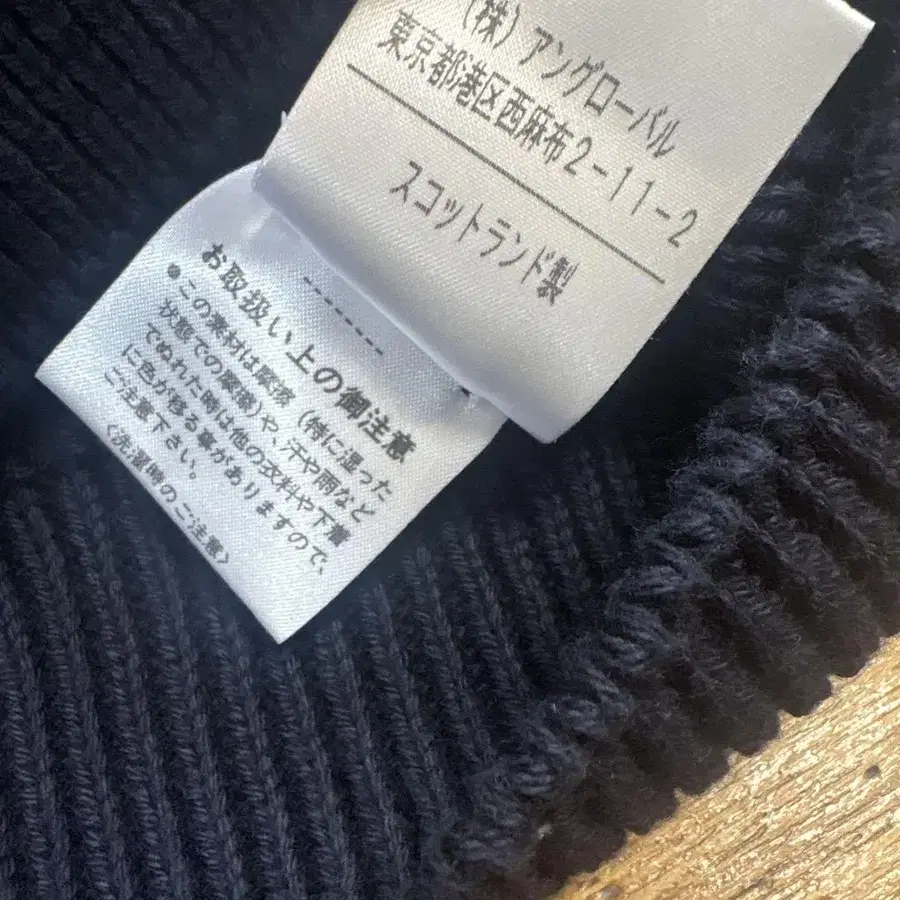 (株)アングローバル
東京都港区西麻布2-11-2
スコットランド製
-------
お取扱い上の御注意
●この素材は摩擦(特に湿った
状態での摩擦)や、汗や雨など
でぬれた時は他の衣料や下着
に色が移る事がありますので、
ご注意下さい。
〈洗濯時のご注意〉